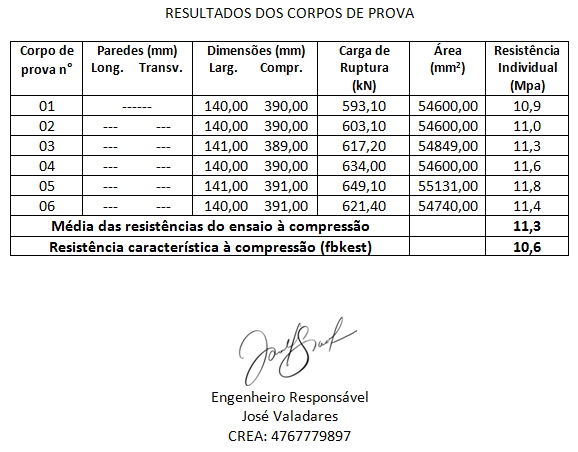 RESULTADOS DOS CORPOS DE PROVA
Corpo de prova n° Paredes (mm) Long. Transv. Dimensões (mm) Larg. Compr. Carga de Ruptura (kN) Área (mm²) Resistência Individual (Mpa)
01 ------ 140,00 390,00 593,10 54600,00 10,9
02 --- --- 140,00 390,00 603,10 54600,00 11,0
03 --- --- 141,00 389,00 617,20 54849,00 11,3
04 --- --- 140,00 390,00 634,00 54600,00 11,6
05 --- --- 141,00 391,00 649,10 55131,00 11,8
06 --- --- 140,00 391,00 621,40 54740,00 11,4
Média das resistências do ensaio à compressão 11,3
Resistência característica à compressão (fbkest) 10,6
Engenheiro Responsável
José Valadares
CREA: 4767779897